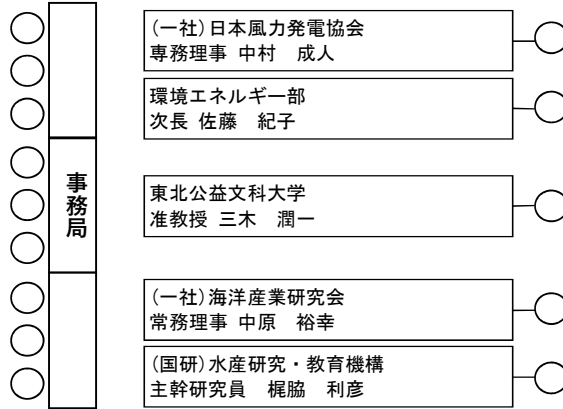 (一社)日本風力発電協会
専務理事 中村 成人
環境エネルギー部
次長 佐藤 紀子
事務局
東北公益文科大学
准教授 三木 潤一
(一社)海洋産業研究会
常務理事 中原 裕幸
(国研)水産研究・教育機構
主幹研究員 梶脇 利彦